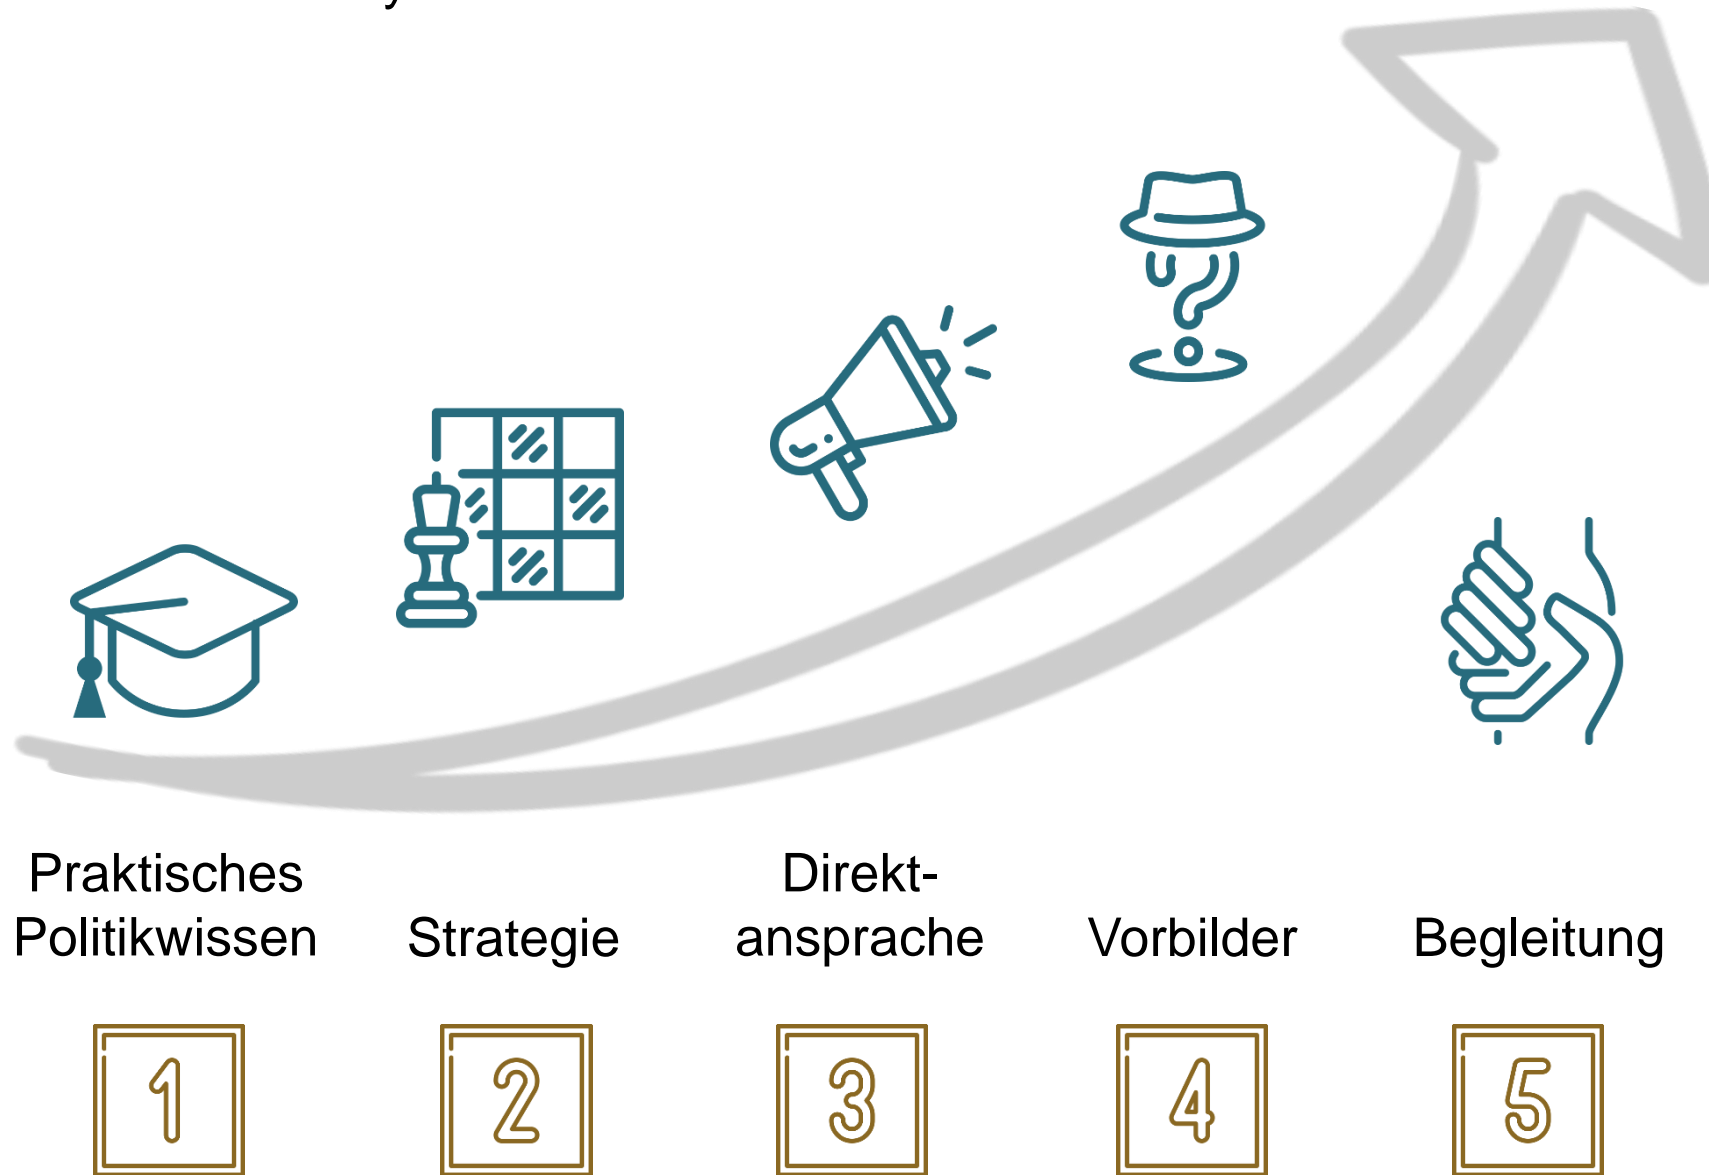 Praktisches
Politikwissen
Strategie
Direkt-
ansprache
Vorbilder
Begleitung
1
2
3
4
5